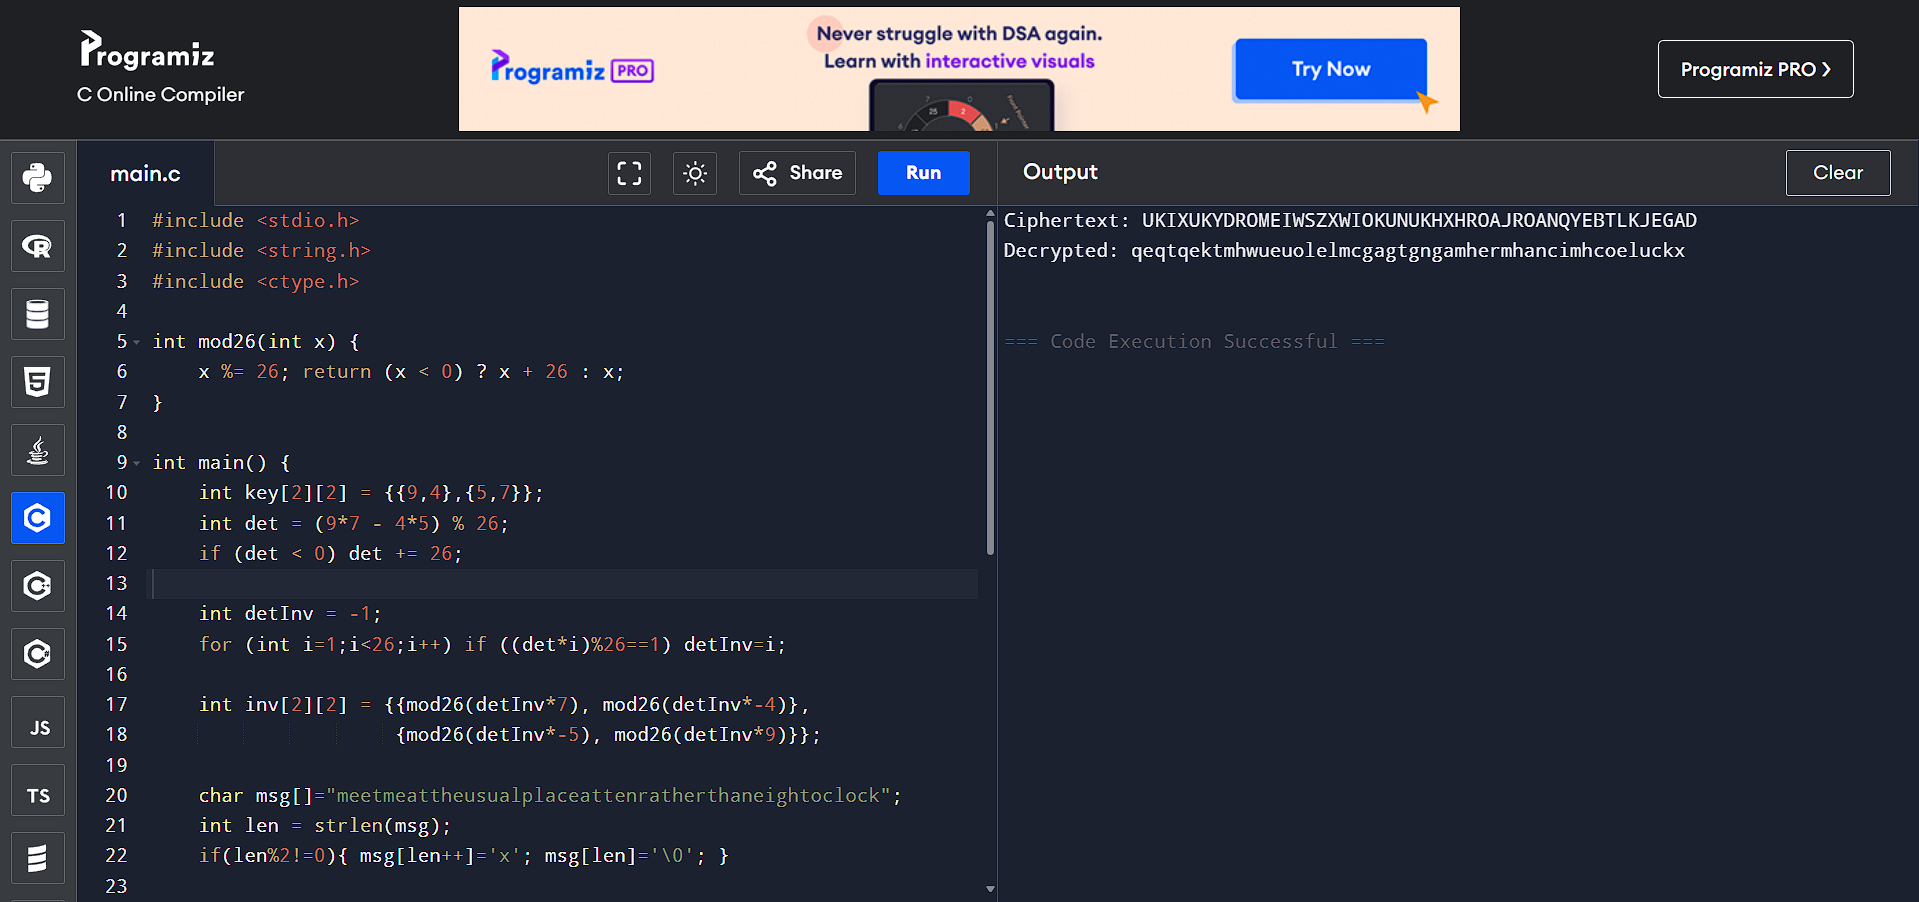 Programiz
C Online Compiler
Programiz PRO
Never struggle with DSA again.
Learn with interactive visuals
Try Now
Programiz PRO ❯
main.c
Share
Run
Output
Clear
1 #include <stdio.h>
2 #include <string.h>
3 #include <ctype.h>
4
5 int mod26(int x) {
6     x %= 26; return (x < 0) ? x + 26 : x;
7 }
8
9 int main() {
10     int key[2][2] = {{9,4},{5,7}};
11     int det = (9*7 - 4*5) % 26;
12     if (det < 0) det += 26;
13
14     int detInv = -1;
15     for (int i=1;i<26;i++) if ((det*i)%26==1) detInv=i;
16
17     int inv[2][2] = {{mod26(detInv*7), mod26(detInv*-4)},
18                      {mod26(detInv*-5), mod26(detInv*9)}};
19
20     char msg[]="meetmeattheusualplaceattenratherthaneightoclock";
21     int len = strlen(msg);
22     if(len%2!=0){ msg[len++]='x'; msg[len]='\0'; }
23
Ciphertext: UKIXUKYDROMEIWSZXWIOKUNUKHXHROAJROANQYEBTLKJEGAD
Decrypted: qeqtqektmhwueuolelmcgagtgngamhermhancimhcoeluckx
=== Code Execution Successful ===
JS
TS